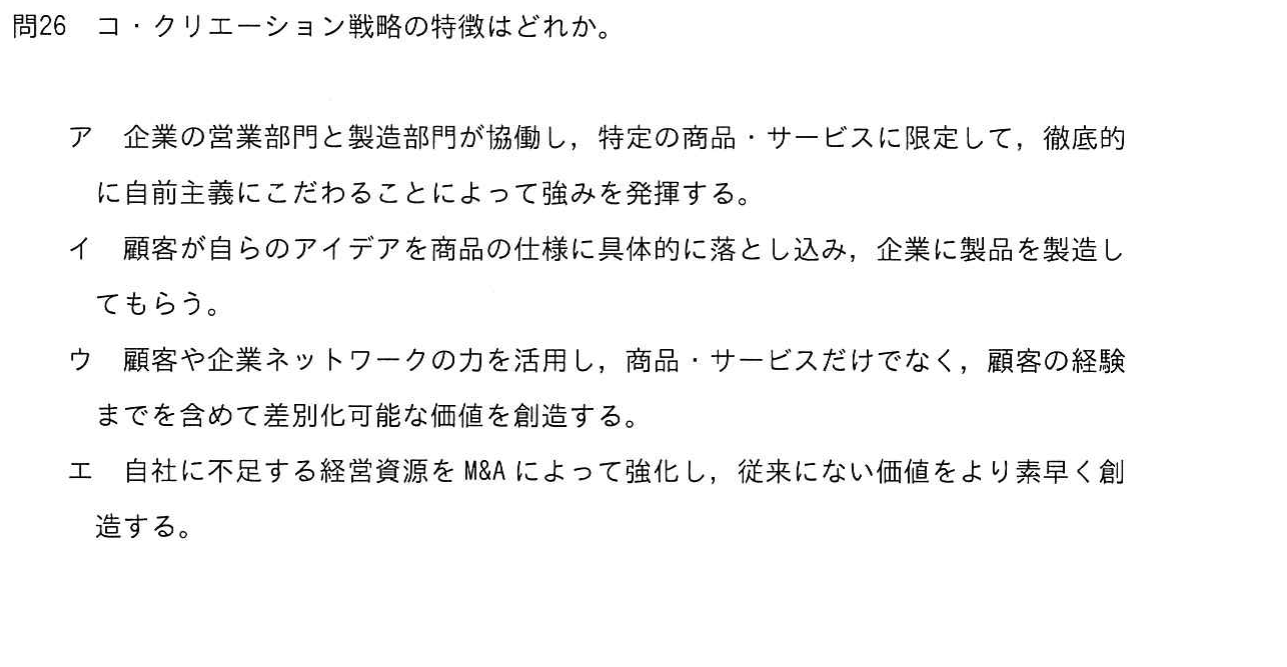 問26 コ・クリエーション戦略の特徴はどれか。
ア 企業の営業部門と製造部門が協働し，特定の商品・サービスに限定して，徹底的
に自前主義にこだわることによって強みを発揮する。
イ 顧客が自らのアイデアを商品の仕様に具体的に落とし込み，企業に製品を製造し
てもらう。
ウ 顧客や企業ネットワークの力を活用し，商品・サービスだけでなく，顧客の経験
までを含めて差別化可能な価値を創造する。
エ 自社に不足する経営資源をM&Aによって強化し，従来にない価値をより素早く創
造する。